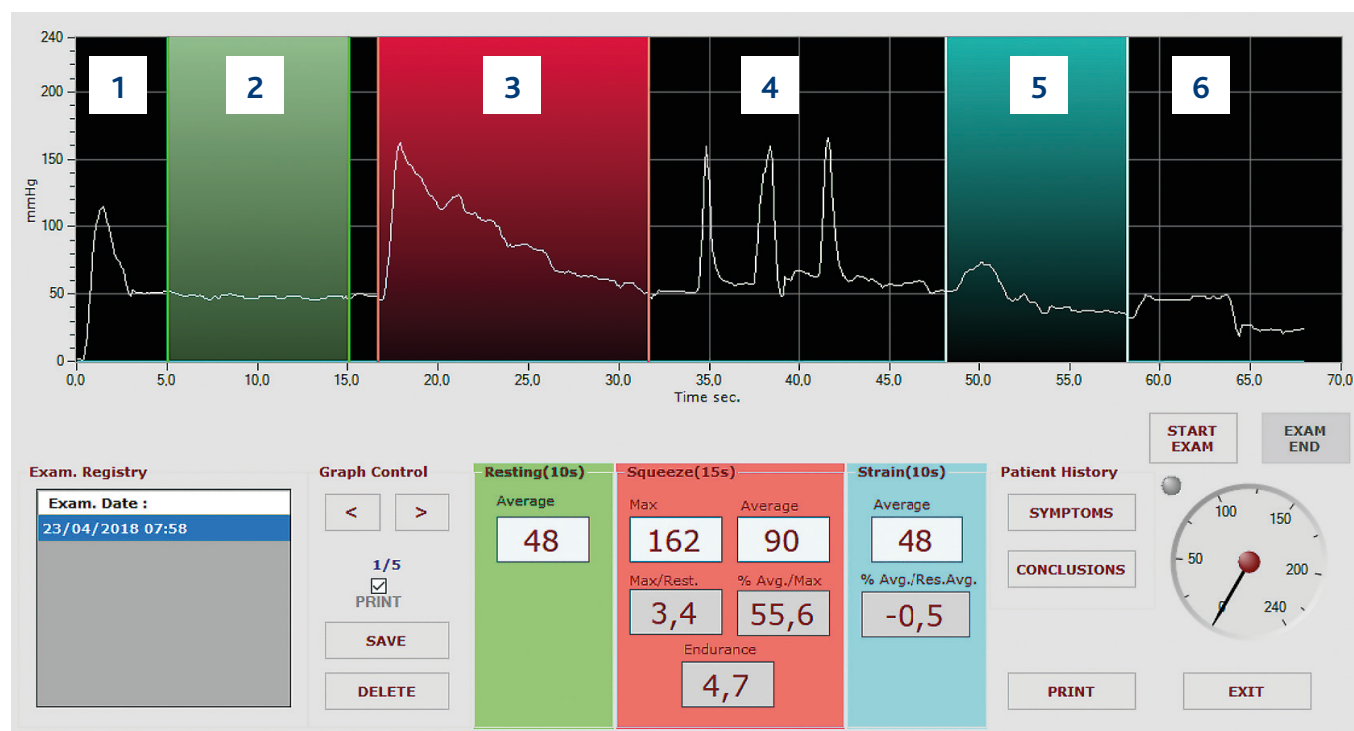 240
200
150
100
50
0
mmHg
1 2 3 4 5 6
0,0 5,0 10,0 15,0 20,0 25,0 30,0 35,0 40,0 45,0 50,0 55,0 60,0 65,0 70,0
Time sec.
START EXAM
EXAM END
Exam. Registry
Exam. Date :
23/04/2018 07:58
Graph Control
< >
1/5
PRINT
SAVE
DELETE
Resting(10s)
Average
48
Squeeze(15s)
Max Average
162 90
Max/Rest. % Avg./Max
3,4 55,6
Endurance
4,7
Strain(10s)
Average
48
% Avg./Res.Avg.
-0,5
Patient History
SYMPTOMS
CONCLUSIONS
PRINT
0 50 100 150 200 240
EXIT